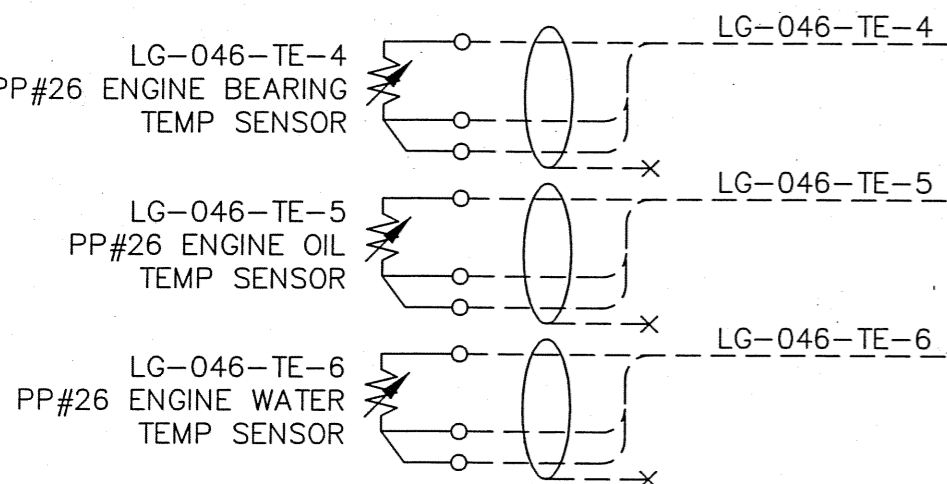 LG-046-TE-4
PP#26 ENGINE BEARING
TEMP SENSOR
LG-046-TE-4
LG-046-TE-5
PP#26 ENGINE OIL
TEMP SENSOR
LG-046-TE-5
LG-046-TE-6
PP#26 ENGINE WATER
TEMP SENSOR
LG-046-TE-6